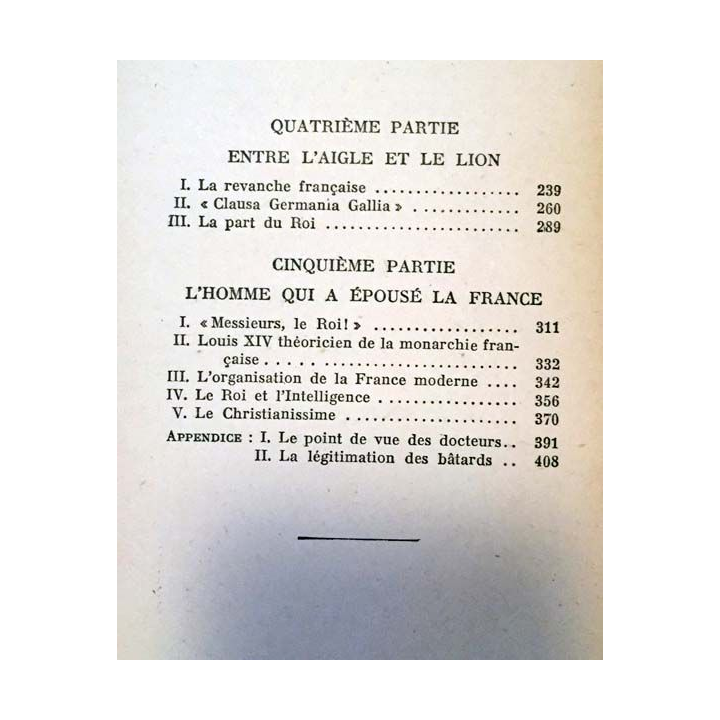 QUATRIÈME PARTIE
ENTRE L'AIGLE ET LE LION
I. La revanche française .................. 239
II. « Clausa Germania Gallia » ............. 260
III. La part du Roi ........................ 289
CINQUIÈME PARTIE
L'HOMME QUI A ÉPOUSÉ LA FRANCE
I. « Messieurs, le Roi! » .................. 311
II. Louis XIV théoricien de la monarchie fran-
çaise ................................ 332
III. L'organisation de la France moderne .... 342
IV. Le Roi et l'Intelligence ................ 356
V. Le Christianissime ..................... 370
APPENDICE : I. Le point de vue des docteurs.. 391
II. La légitimation des bâtards .. 408